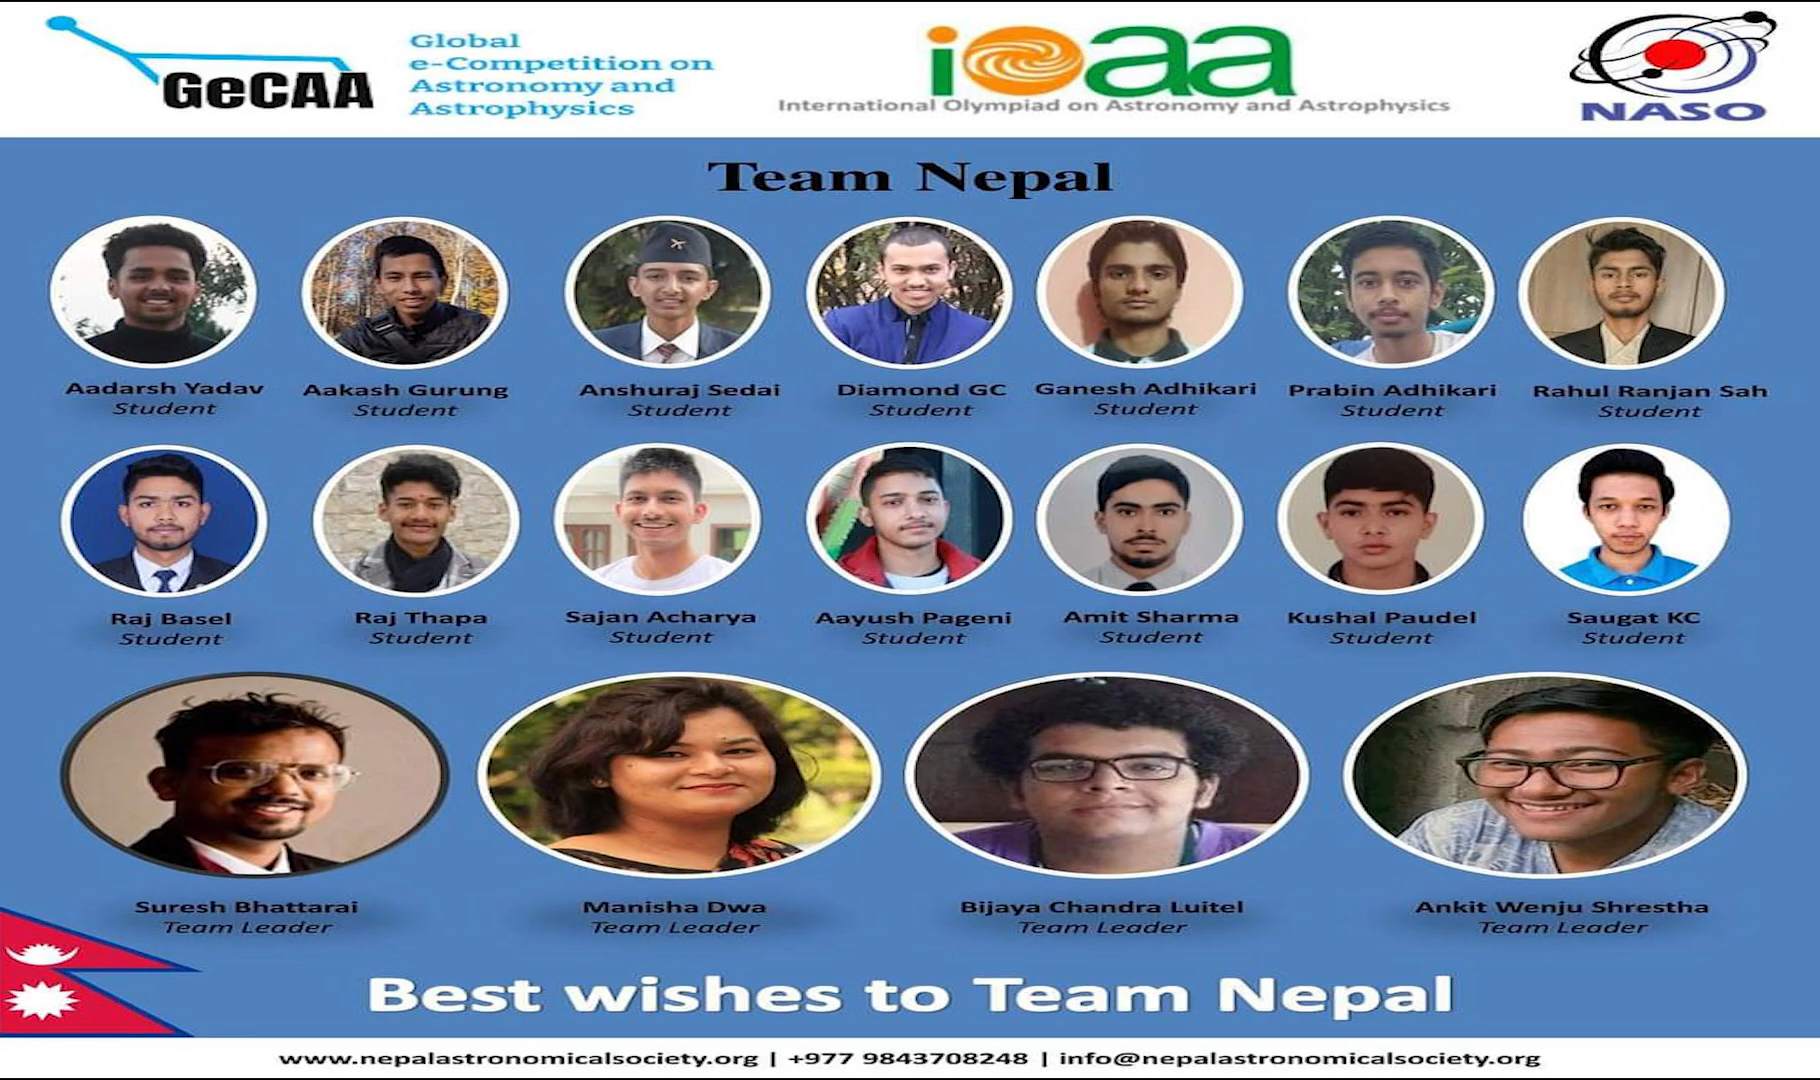 GeCAA
Global
e-Competition on
Astronomy and
Astrophysics
ioaa
International Olympiad on Astronomy and Astrophysics
NASO
Team Nepal
Aadarsh Yadav
Student
Aakash Gurung
Student
Anshuraj Sedai
Student
Diamond GC
Student
Ganesh Adhikari
Student
Prabin Adhikari
Student
Rahul Ranjan Sah
Student
Raj Basel
Student
Raj Thapa
Student
Sajan Acharya
Student
Aayush Pageni
Student
Amit Sharma
Student
Kushal Paudel
Student
Saugat KC
Student
Suresh Bhattarai
Team Leader
Manisha Dwa
Team Leader
Bijaya Chandra Luitel
Team Leader
Ankit Wenju Shrestha
Team Leader
Best wishes to Team Nepal
www.nepalastronomicalsociety.org | +977 9843708248 | info@nepalastronomicalsociety.org